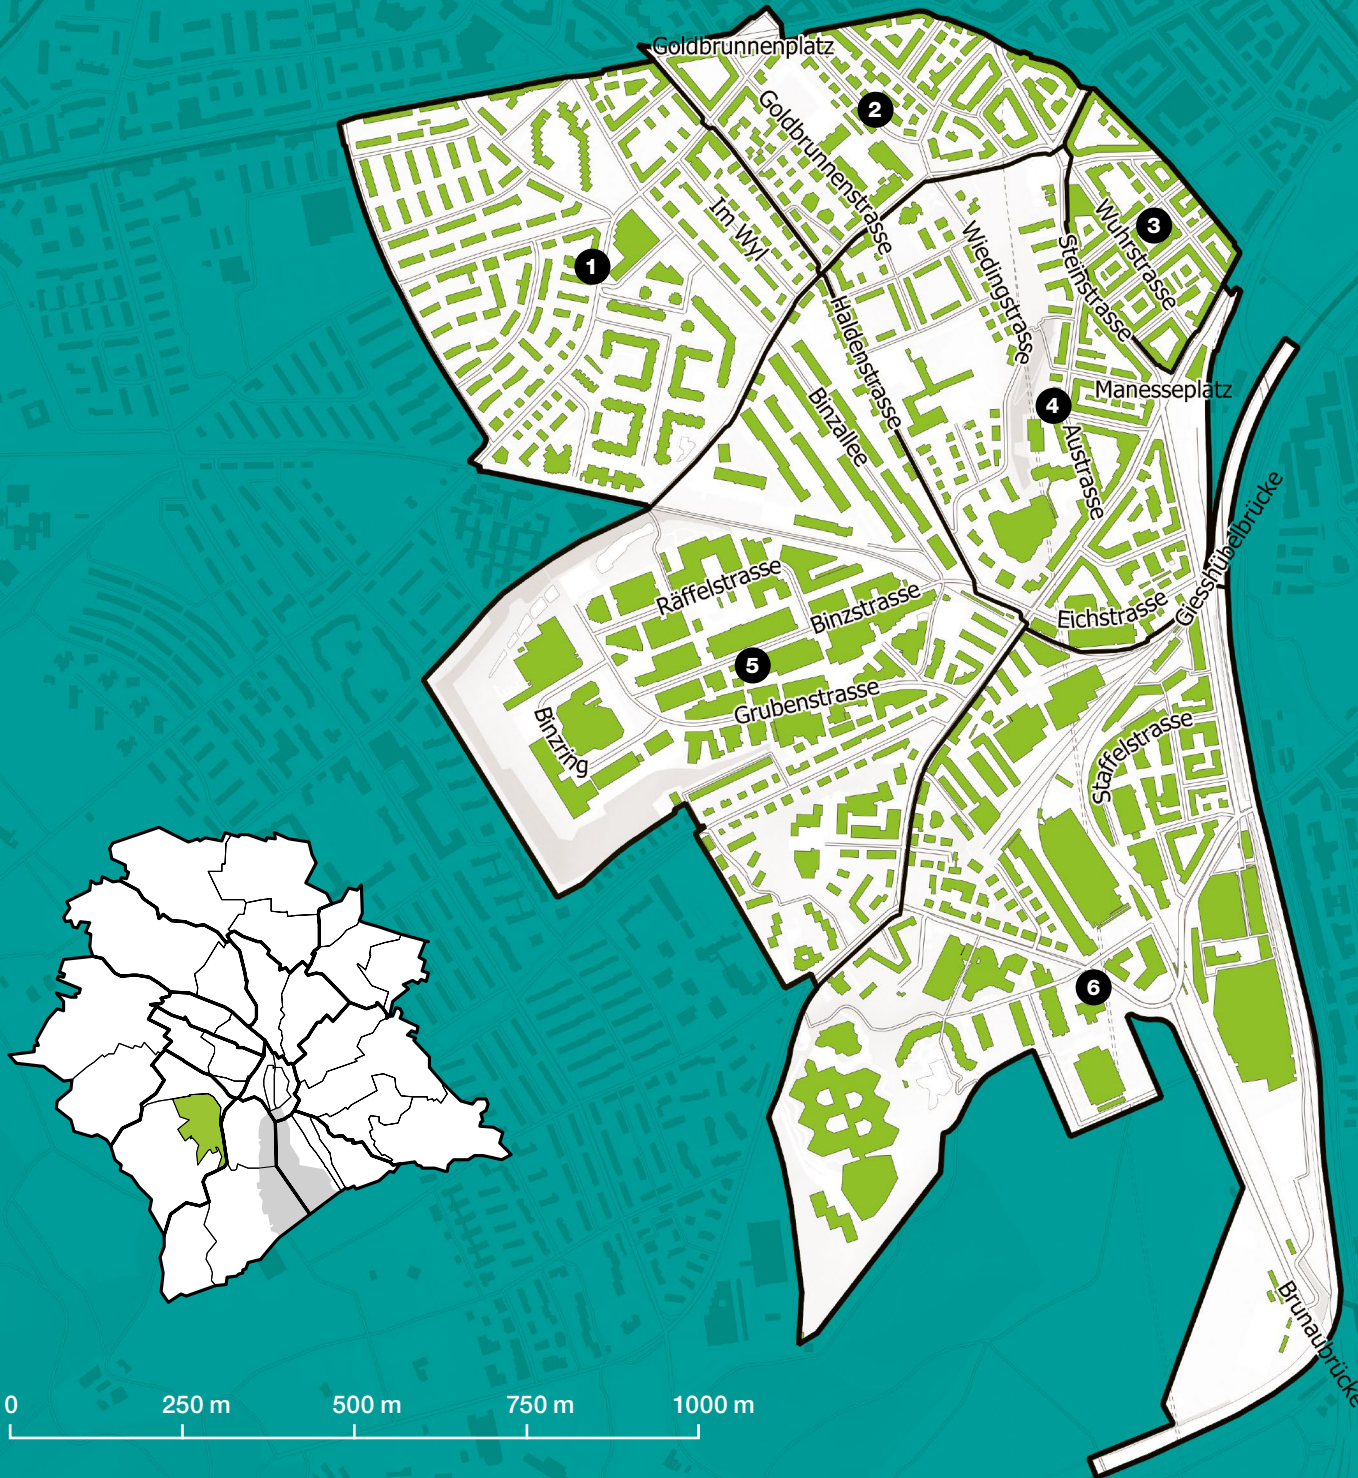 Goldbrunnenplatz
2
Goldbrunnenstrasse
3
Wuhrstrasse
Im Wyl
1
Wiedingstrasse
Steinstrasse
Haldenstrasse
Manesseplatz
4
Binzallee
Austrasse
Giesshübelbrücke
Räffelstrasse
Binzstrasse
Eichstrasse
5
Grubenstrasse
Binzring
Staffelstrasse
6
Brunaubrücke
0 250 m 500 m 750 m 1000 m